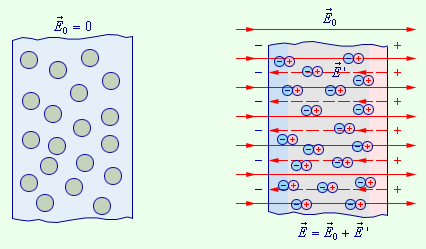 E⃗₀ = 0
E⃗₀
E⃗'
E⃗ = E⃗₀ + E⃗'